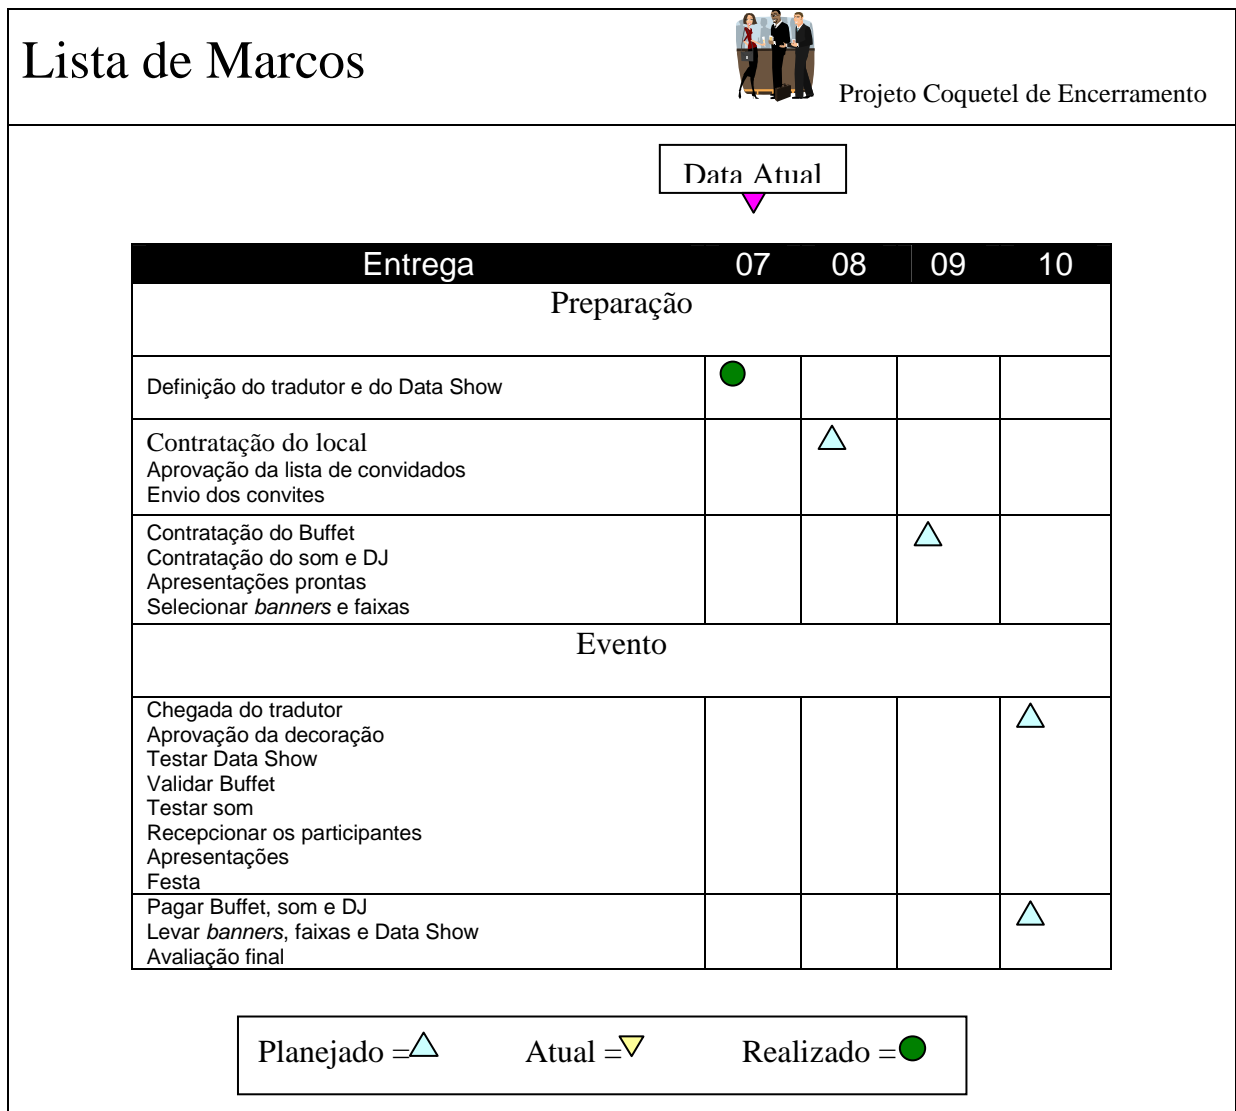 Lista de Marcos
Projeto Coquetel de Encerramento
Data Atual
Entrega 07 08 09 10
Preparação
Definição do tradutor e do Data Show
Contratação do local
Aprovação da lista de convidados
Envio dos convites
Contratação do Buffet
Contratação do som e DJ
Apresentações prontas
Selecionar banners e faixas
Evento
Chegada do tradutor
Aprovação da decoração
Testar Data Show
Validar Buffet
Testar som
Recepcionar os participantes
Apresentações
Festa
Pagar Buffet, som e DJ
Levar banners, faixas e Data Show
Avaliação final
Planejado = Atual = Realizado =